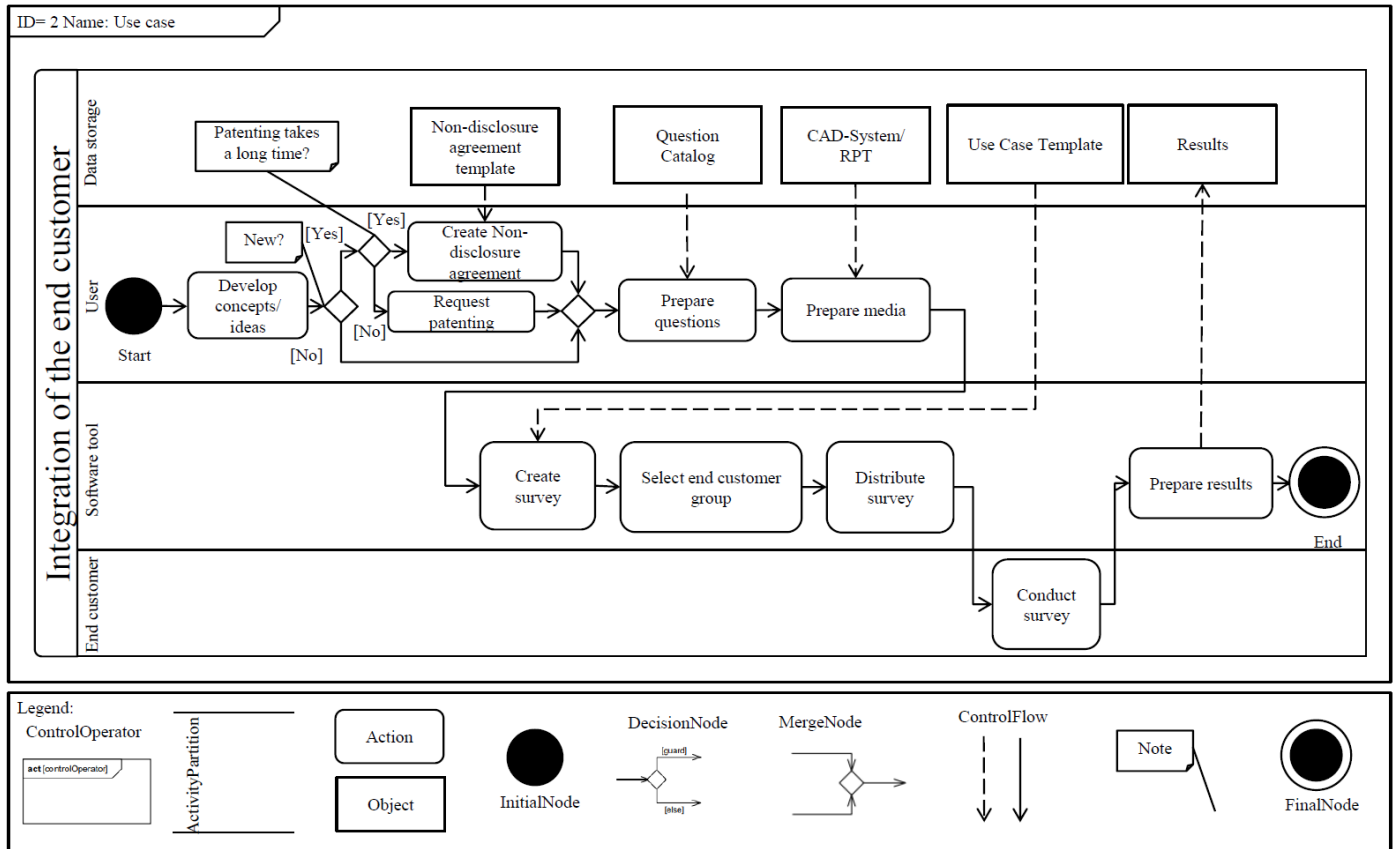 ID= 2 Name: Use case
Integration of the end customer
Data storage
Patenting takes
a long time?
Non-disclosure
agreement
template
Question
Catalog
CAD-System/
RPT
Use Case Template
Results
User
New?
[Yes]
[Yes]
Create Non-
disclosure
agreement
Start
Develop
concepts/
ideas
[No]
[No]
Request
patenting
Prepare
questions
Prepare media
Software tool
Create
survey
Select end customer
group
Distribute
survey
Prepare results
End
End customer
Conduct
survey
Legend:
ControlOperator
act [controlOperator]
ActivityPartition
Action
Object
InitialNode
DecisionNode
[guard]
[else]
MergeNode
ControlFlow
Note
FinalNode